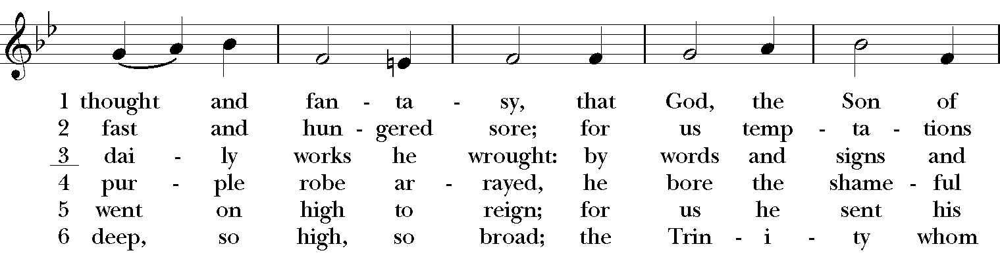 1 thought and fan - ta - sy, that God, the Son of
2 fast and hun - gered sore; for us temp - ta - tions
3 dai - ly works he wrought: by words and signs and
4 pur - ple robe ar - rayed, he bore the shame - ful
5 went on high to reign; for us he sent his
6 deep, so high, so broad; the Trin - i - ty whom